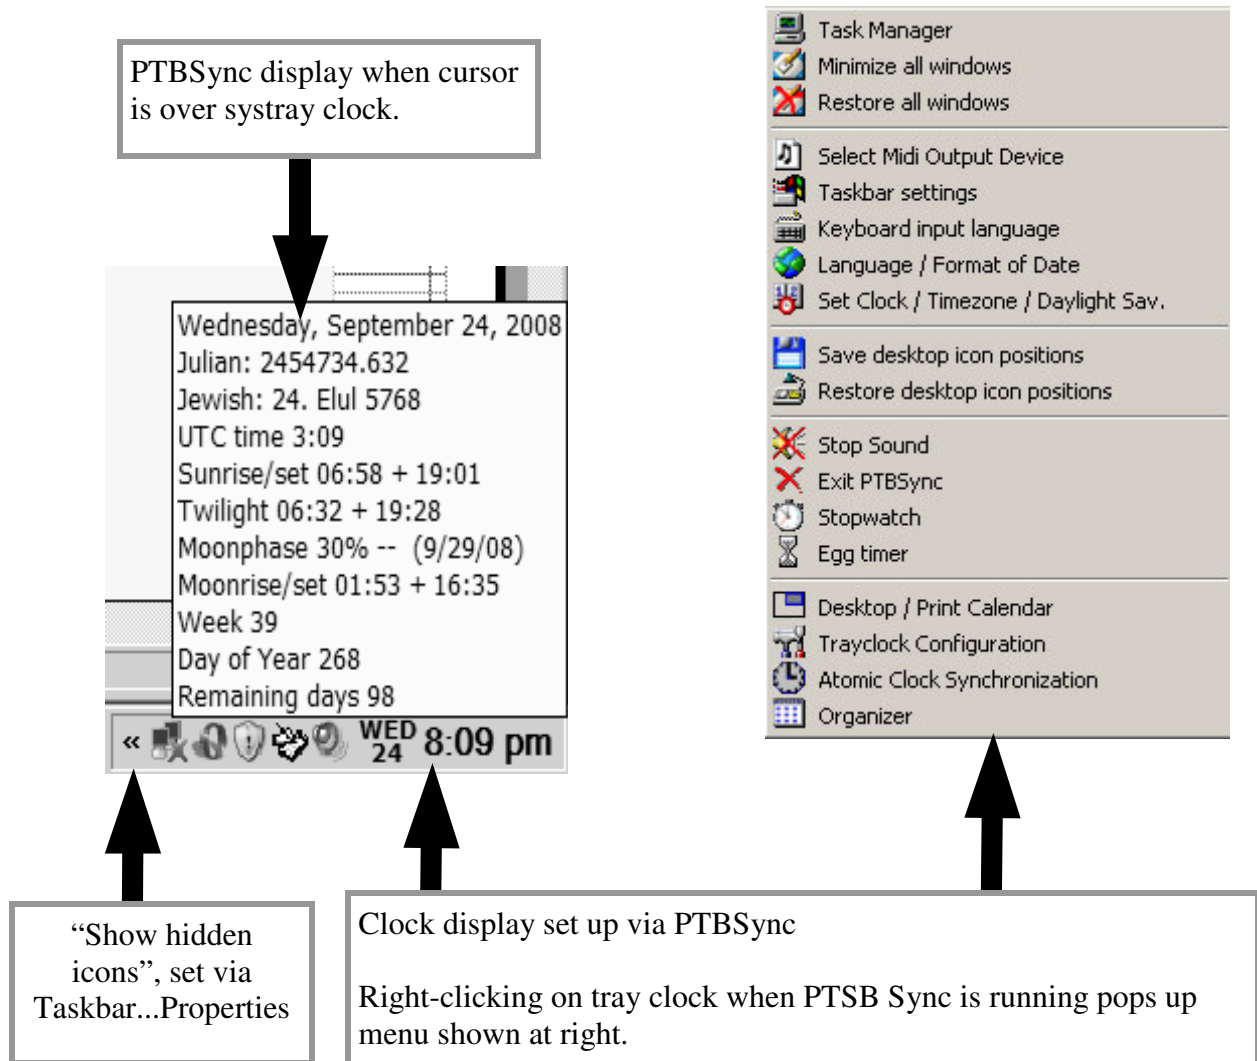 PTBSync display when cursor
is over systray clock.
Wednesday, September 24, 2008
Julian: 2454734.632
Jewish: 24. Elul 5768
UTC time 3:09
Sunrise/set 06:58 + 19:01
Twilight 06:32 + 19:28
Moonphase 30% -- (9/29/08)
Moonrise/set 01:53 + 16:35
Week 39
Day of Year 268
Remaining days 98
« WED 24 8:09 pm
Task Manager
Minimize all windows
Restore all windows
Select Midi Output Device
Taskbar settings
Keyboard input language
Language / Format of Date
Set Clock / Timezone / Daylight Sav.
Save desktop icon positions
Restore desktop icon positions
Stop Sound
Exit PTBSync
Stopwatch
Egg timer
Desktop / Print Calendar
Trayclock Configuration
Atomic Clock Synchronization
Organizer
“Show hidden
icons”, set via
Taskbar...Properties
Clock display set up via PTBSync
Right-clicking on tray clock when PTSB Sync is running pops up
menu shown at right.